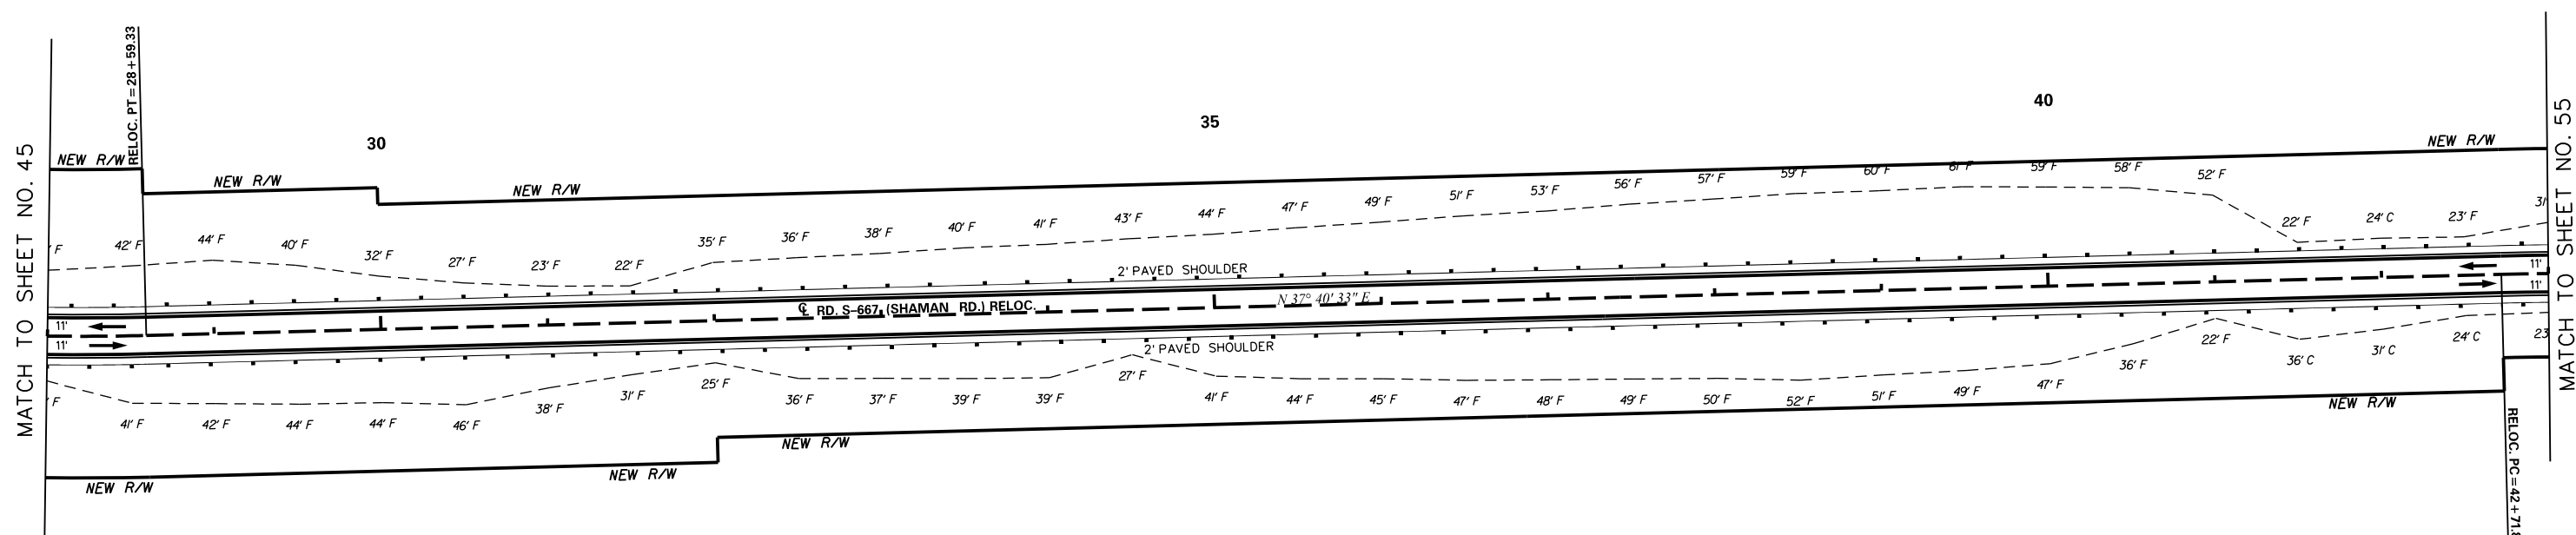 MATCH TO SHEET NO. 45
RELOC. PT = 28 + 59.33
30
35
40
MATCH TO SHEET NO. 55
NEW R/W
NEW R/W
NEW R/W
NEW R/W
' F
42' F
44' F
40' F
32' F
27' F
23' F
22' F
35' F
36' F
38' F
40' F
41' F
43' F
44' F
47' F
49' F
51' F
53' F
56' F
57' F
59' F
60' F
61' F
59' F
58' F
52' F
22' F
24' C
23' F
31
2' PAVED SHOULDER
11'
11'
℄ RD. S-667 (SHAMAN RD.) RELOC.
N 37° 40' 33" E
11'
11'
2' PAVED SHOULDER
' F
41' F
42' F
44' F
44' F
46' F
38' F
31' F
25' F
36' F
37' F
39' F
39' F
27' F
41' F
44' F
45' F
47' F
48' F
49' F
50' F
52' F
51' F
49' F
47' F
36' F
22' F
36' C
31' C
24' C
23
NEW R/W
NEW R/W
NEW R/W
NEW R/W
RELOC. PC = 42 + 71.